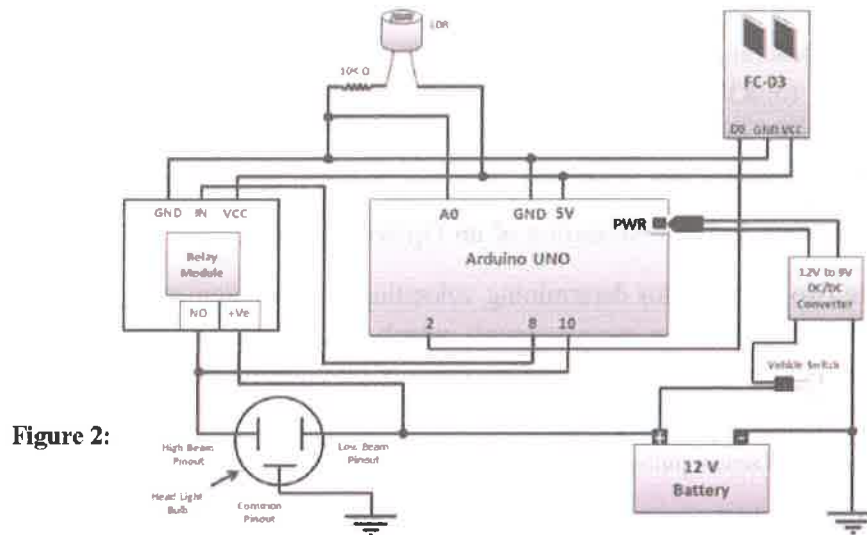 LDR
10K Ω
FC-03
D0 GND VCC
GND IN VCC
A0 GND 5V
PWR
Relay
Module
Arduino UNO
12V to 9V
DC/DC
Converter
NO +Ve
2 8 10
Vehicle Switch
Figure 2:
High Beam
Pinout
Low Beam
Pinout
Head Light
Bulb
Common
Pinout
12 V
Battery
for determining